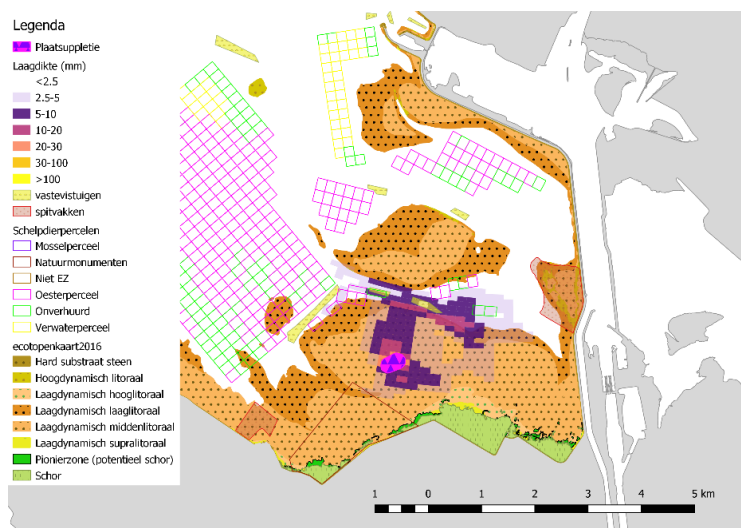 Legenda
Plaatsuppletie
Laagdikte (mm)
<2.5
2.5-5
5-10
10-20
20-30
30-100
>100
vastevistuigen
spitvakken
Schelpdierpercelen
Mosselperceel
Natuurmonumenten
Niet EZ
Oesterperceel
Onverhuurd
Verwaterperceel
ecotopenkaart2016
Hard substraat steen
Hoogdynamisch litoraal
Laagdynamisch hooglitoraal
Laagdynamisch laaglitoraal
Laagdynamisch middenlitoraal
Laagdynamisch supralitoraal
Pionierzone (potentieel schor)
Schor
1 0 1 2 3 4 5 km